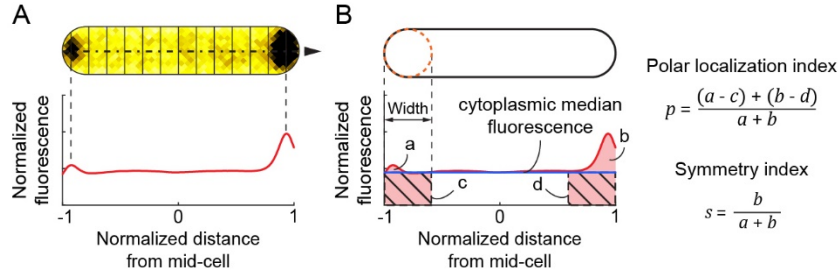 A
Normalized
fluorescence
-1
0
1
Normalized distance
from mid-cell
B
Normalized
fluorescence
Width
cytoplasmic median
fluorescence
a
b
c
d
-1
0
1
Normalized distance
from mid-cell
Polar localization index
p = (a - c) + (b - d) / a + b
Symmetry index
s = b / a + b